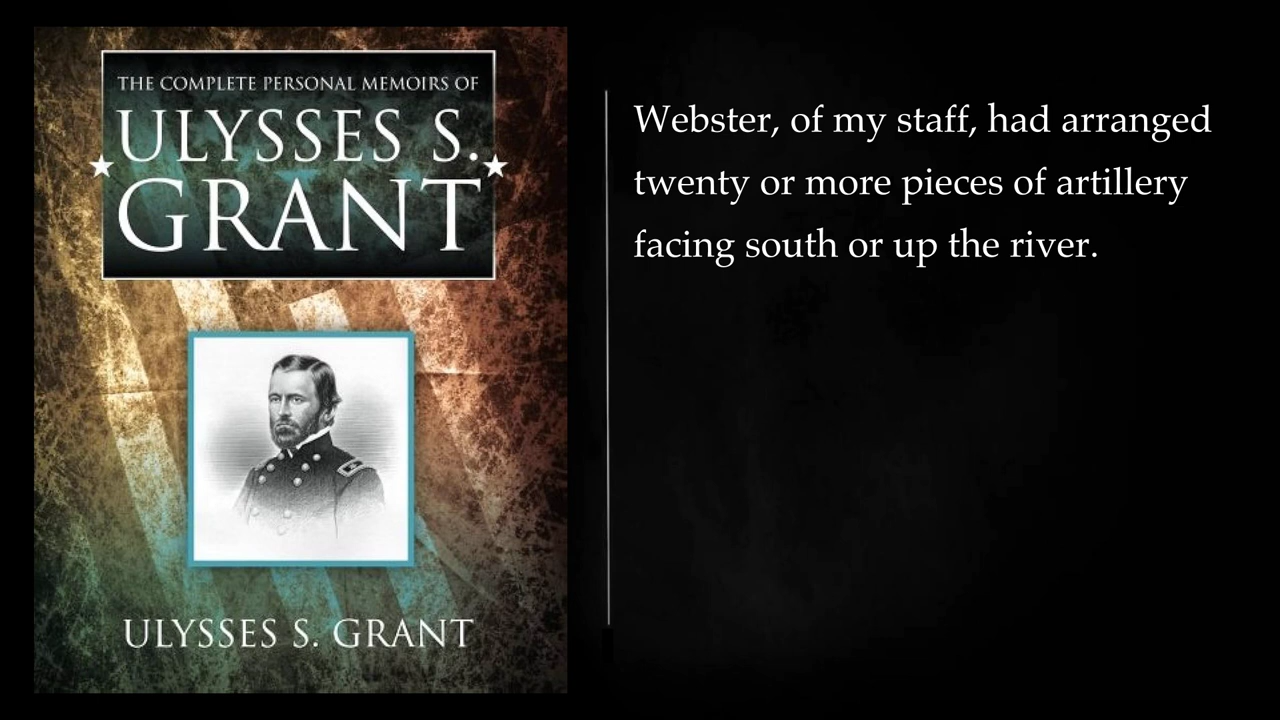 THE COMPLETE PERSONAL MEMOIRS OF
ULYSSES S.
GRANT
ULYSSES S. GRANT
Webster, of my staff, had arranged
twenty or more pieces of artillery
facing south or up the river.